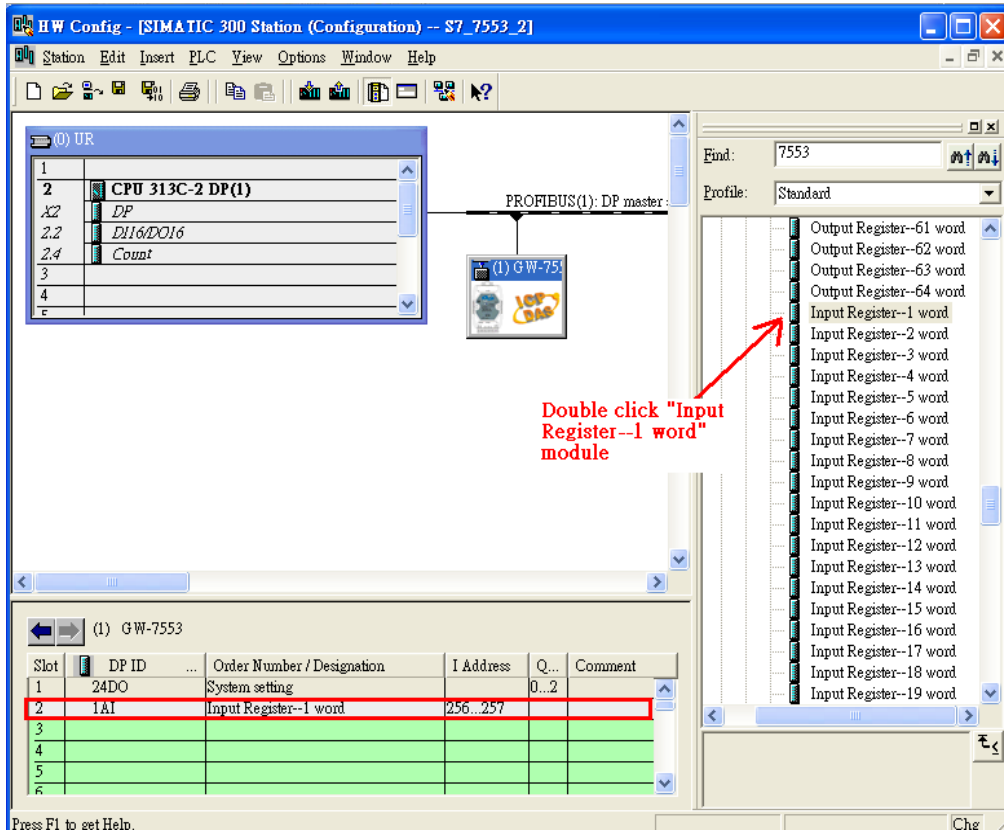 HW Config - [SIMATIC 300 Station (Configuration) -- S7_7553_2]
Station Edit Insert PLC View Options Window Help
(0) UR
1
2 CPU 313C-2 DP(1)
X2 DP
2.2 DI16/DO16
2.4 Count
3
4
PROFIBUS(1): DP master
(1) GW-755
ICP
DAS
Double click "Input
Register--1 word"
module
Find: 7553
Profile: Standard
Output Register--61 word
Output Register--62 word
Output Register--63 word
Output Register--64 word
Input Register--1 word
Input Register--2 word
Input Register--3 word
Input Register--4 word
Input Register--5 word
Input Register--6 word
Input Register--7 word
Input Register--8 word
Input Register--9 word
Input Register--10 word
Input Register--11 word
Input Register--12 word
Input Register--13 word
Input Register--14 word
Input Register--15 word
Input Register--16 word
Input Register--17 word
Input Register--18 word
Input Register--19 word
(1) GW-7553
Slot DP ID ... Order Number / Designation I Address Q... Comment
1 24DO System setting 0...2
2 1AI Input Register--1 word 256...257
3
4
5
6
Press F1 to get Help.
Chg